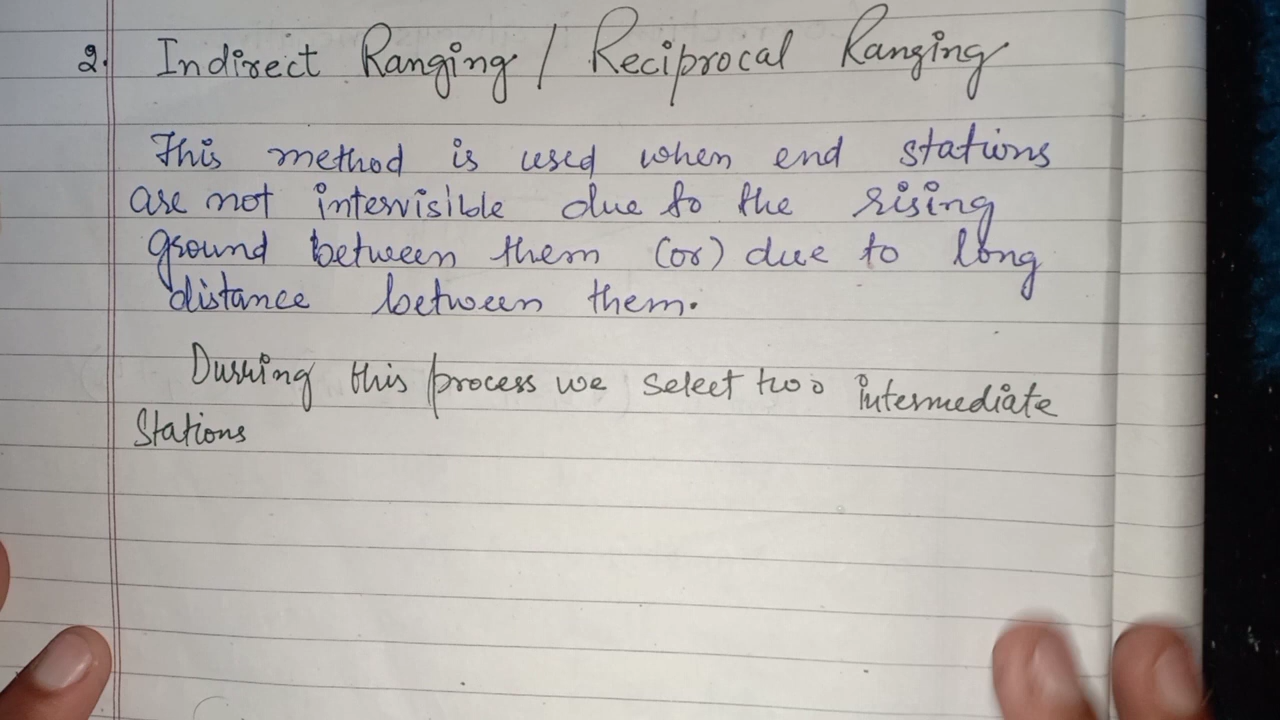 2. Indirect Ranging / Reciprocal Ranging
This method is used when end stations
are not intervisible due to the rising
ground between them (or) due to long
distance between them.
Durring this process we select two intermediate
Stations